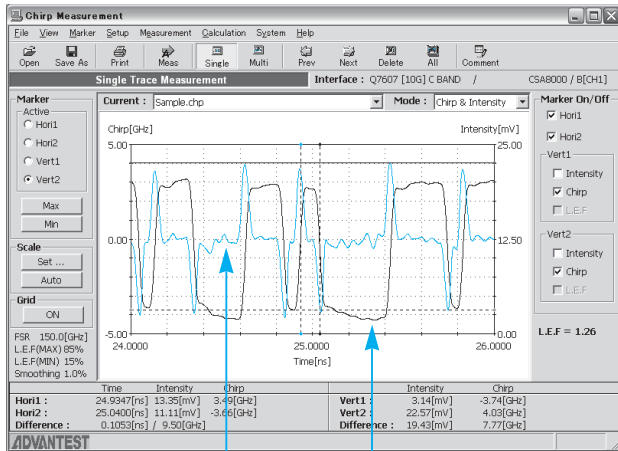 Chirp Measurement
File View Marker Setup Measurement Calculation System Help
Open Save As Print Meas Single Multi Prev Next Delete All Comment
Single Trace Measurement Interface : Q7607 [10G] C BAND / CSA8000 / B[CH1]
Marker
Active
Hori1
Hori2
Vert1
Vert2
Max
Min
Scale
Set ...
Auto
Grid
ON
FSR 150.0[GHz]
L.E.F(MAX) 85%
L.E.F(MIN) 15%
Smoothing 1.0%
Current : Sample.chp Mode : Chirp & Intensity
Chirp[GHz] Intensity[mV]
5.00 25.00
0.00 12.50
-5.00 0.00
24.0000 25.0000 26.0000
Time[ns]
Marker On/Off
Hori1
Hori2
Vert1
Intensity
Chirp
L.E.F
Vert2
Intensity
Chirp
L.E.F
L.E.F = 1.26
Time Intensity Chirp Intensity Chirp
Hori1 : 24.9347[ns] 13.35[mV] 3.49[GHz] Vert1 : 3.14[mV] -3.74[GHz]
Hori2 : 25.0400[ns] 11.11[mV] -3.66[GHz] Vert2 : 22.57[mV] 4.03[GHz]
Difference : 0.1053[ns] / 9.50[GHz] Difference : 19.43[mV] 7.77[GHz]
ADVANTEST